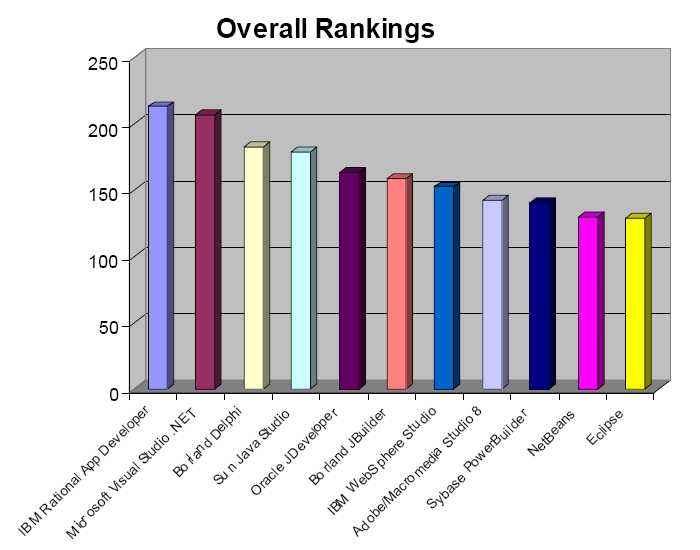 Overall Rankings
250
200
150
100
50
0
IBM Rational App Developer
Microsoft Visual Studio .NET
Borland Delphi
Sun Java Studio
Oracle JDeveloper
Borland JBuilder
IBM WebSphere Studio
Adobe/Macromedia Studio 8
Sybase PowerBuilder
NetBeans
Eclipse